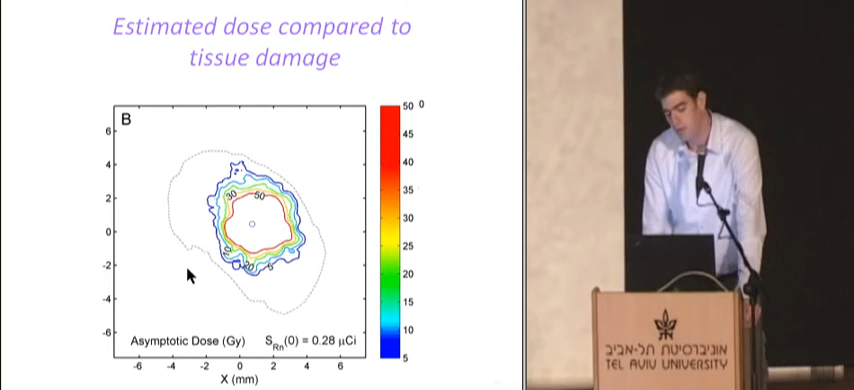 Estimated dose compared to
tissue damage
B
6
4
2
0
-2
-4
-6
30
50
10
20
5
Asymptotic Dose (Gy)
S_Rn(0) = 0.28 μCi
-6 -4 -2 0 2 4 6
X (mm)
50 0
45
40
35
30
25
20
15
10
5
אוניברסיטת תל-אביב
TEL AVIV UNIVERSITY